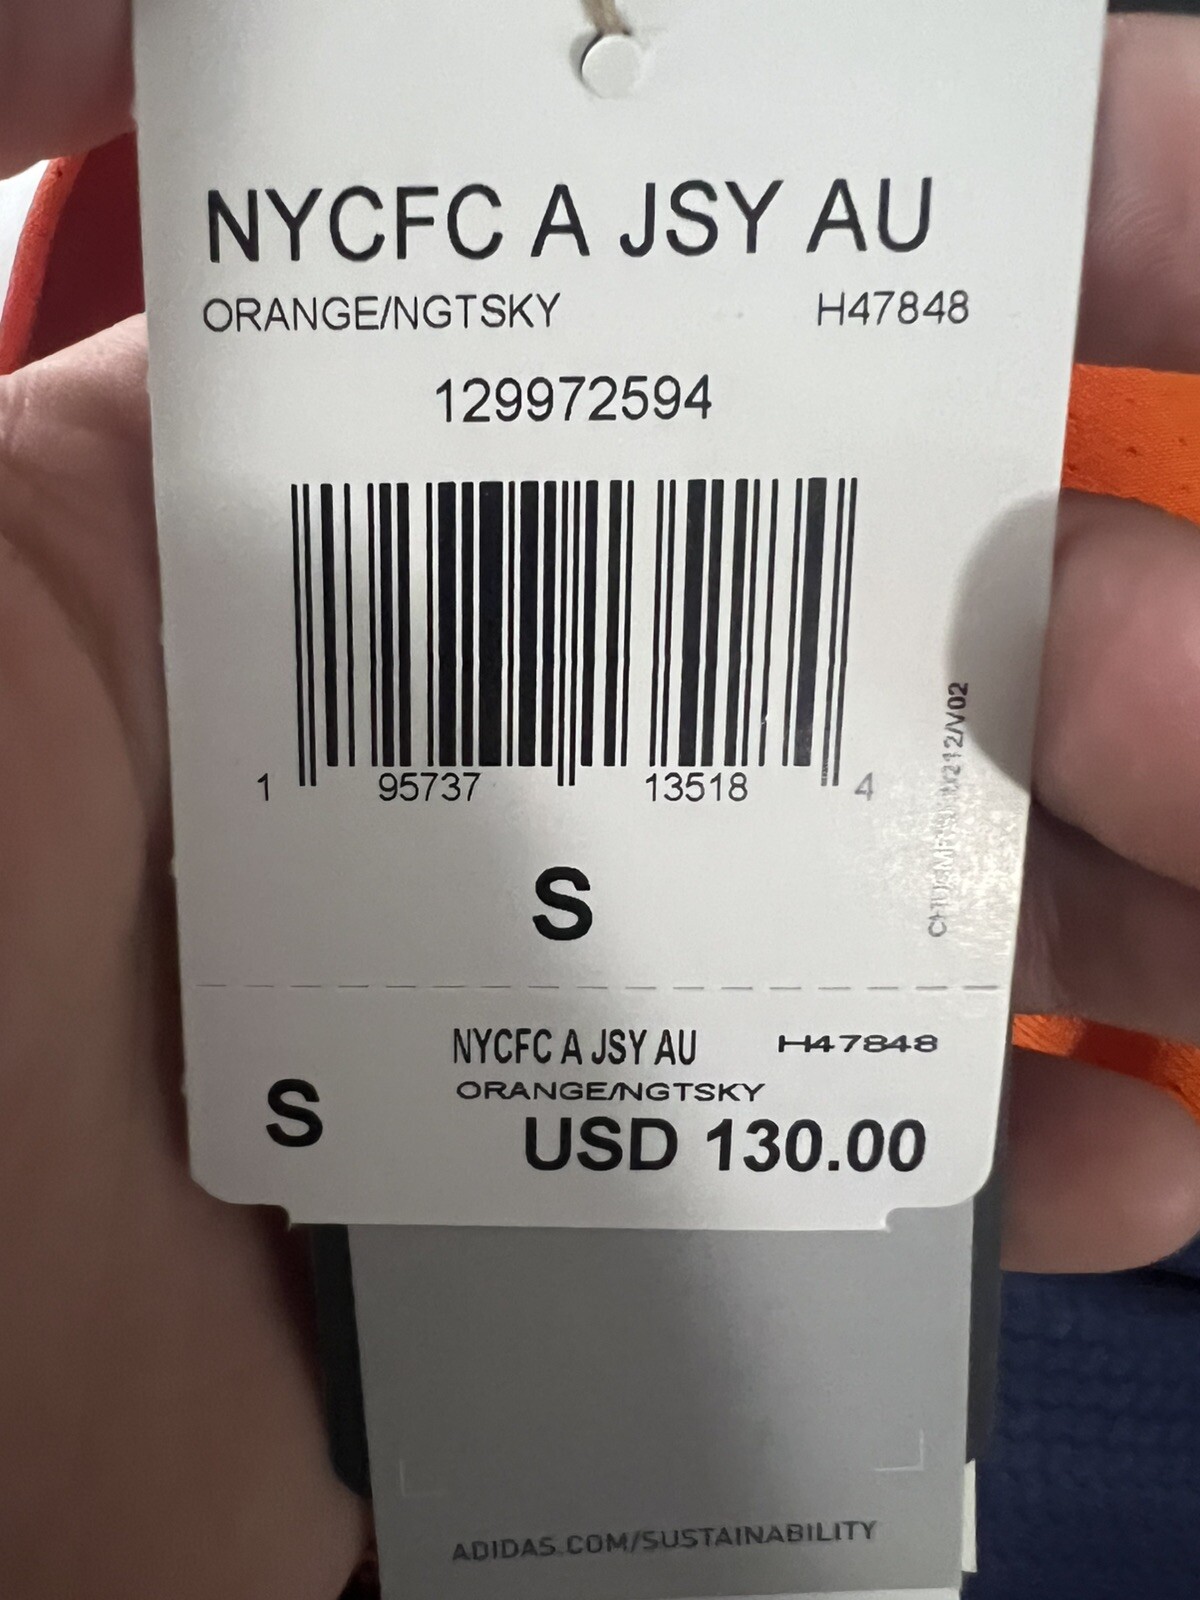 NYCFC A JSY AU
ORANGE/NGTSKY H47848
129972594
1 95737 13518 4
S
NYCFC A JSY AU H47848
ORANGE/NGTSKY
S
USD 130.00
ADIDAS.COM/SUSTAINABILITY